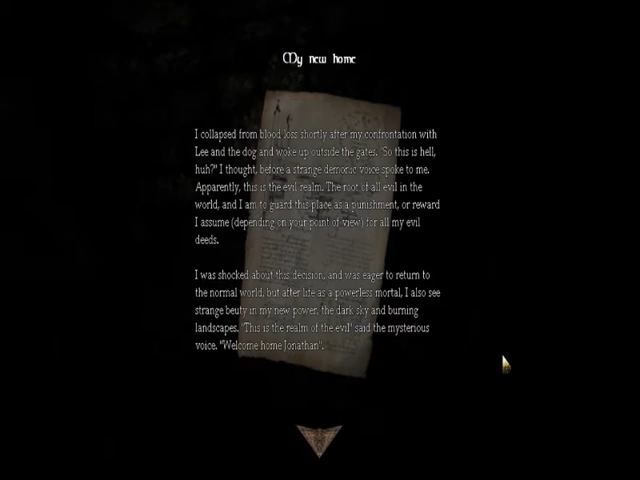 My new home
I collapsed from blood loss shortly after my confrontation with
Lee and the dog and woke up outside the gates. "So this is hell,
huh?" I thought, before a strange demonic voice spoke to me.
Apparently, this is the evil realm. The root of all evil in the
world, and I am to guard this place as a punishment, or reward
I assume (depending on your point of view) for all my evil
deeds.
I was shocked about this decision, and was eager to return to
the normal world, but after life as a powerless mortal, I also see
strange beuty in my new power, the dark sky and burning
landscapes. "This is the realm of the evil" said the mysterious
voice. "Welcome home Jonathan".